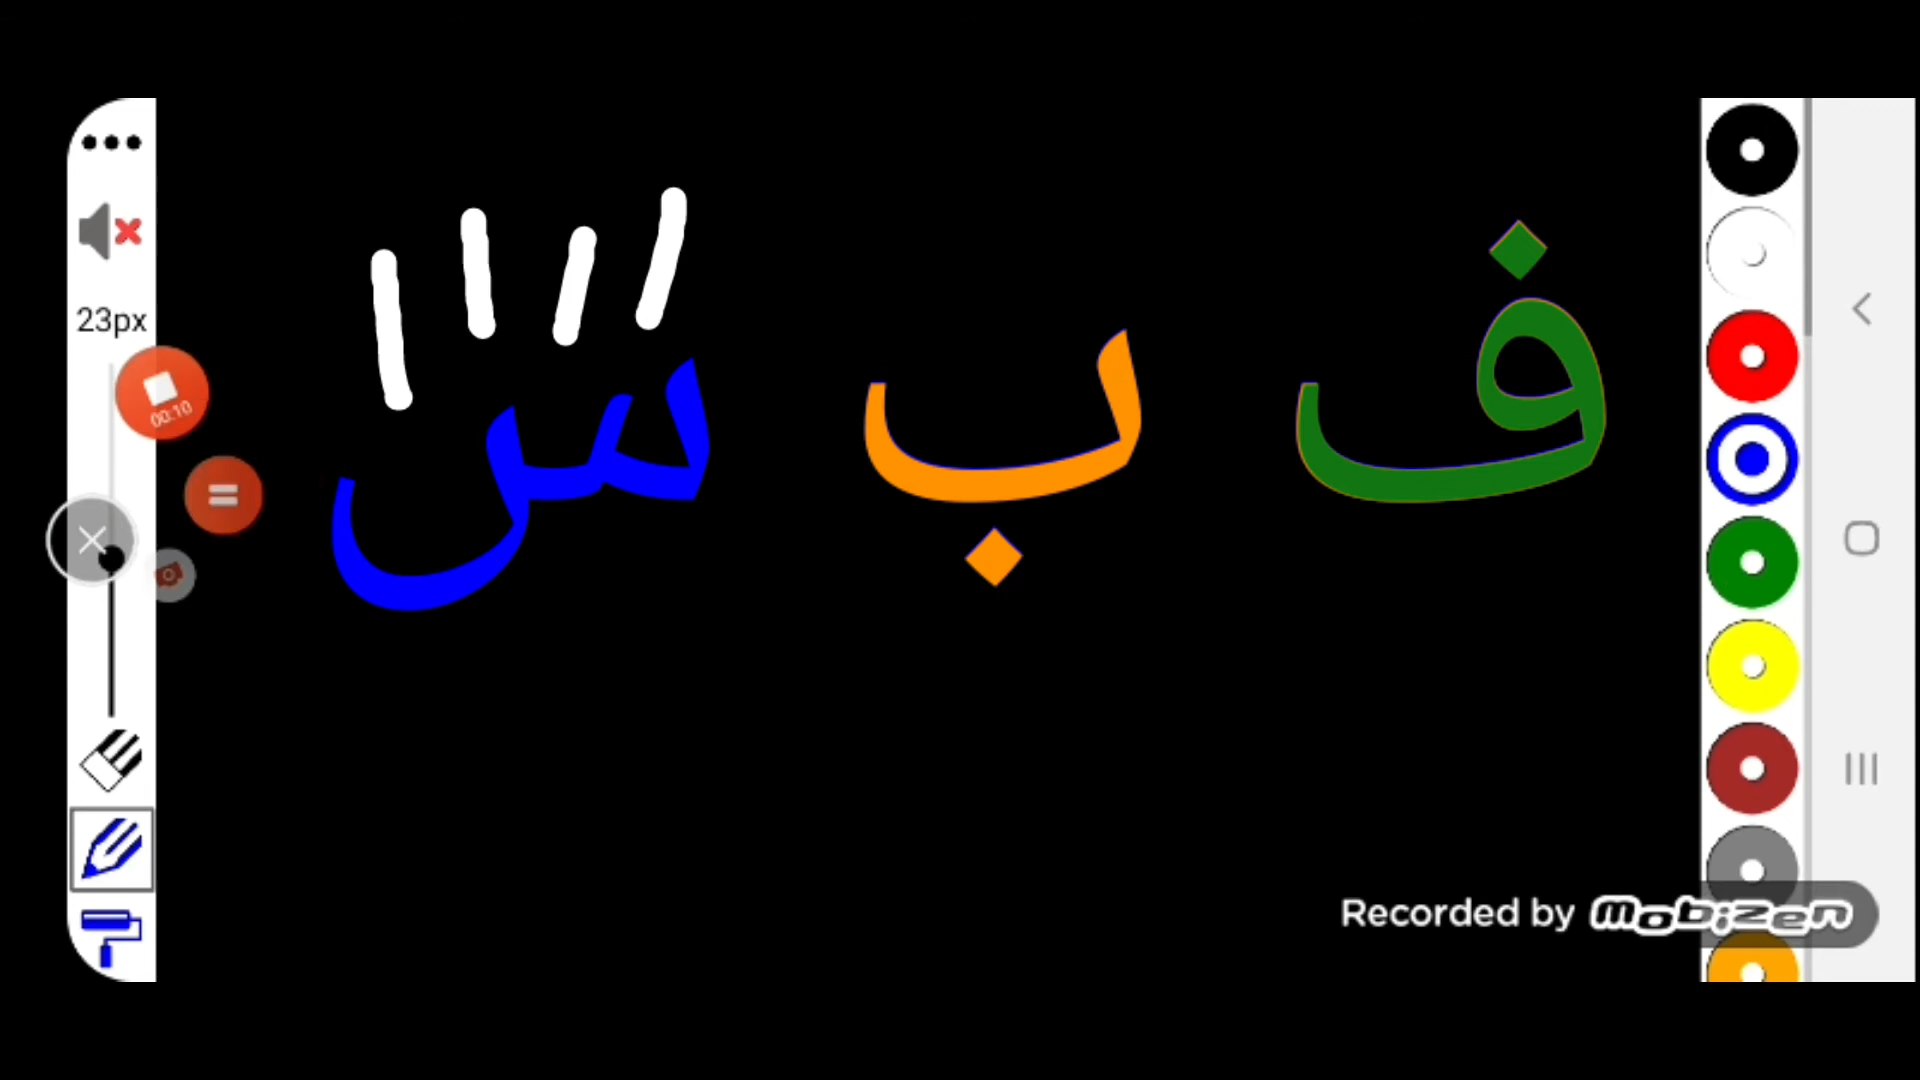 23px
00:10
ف ب س
Recorded by Mobizen